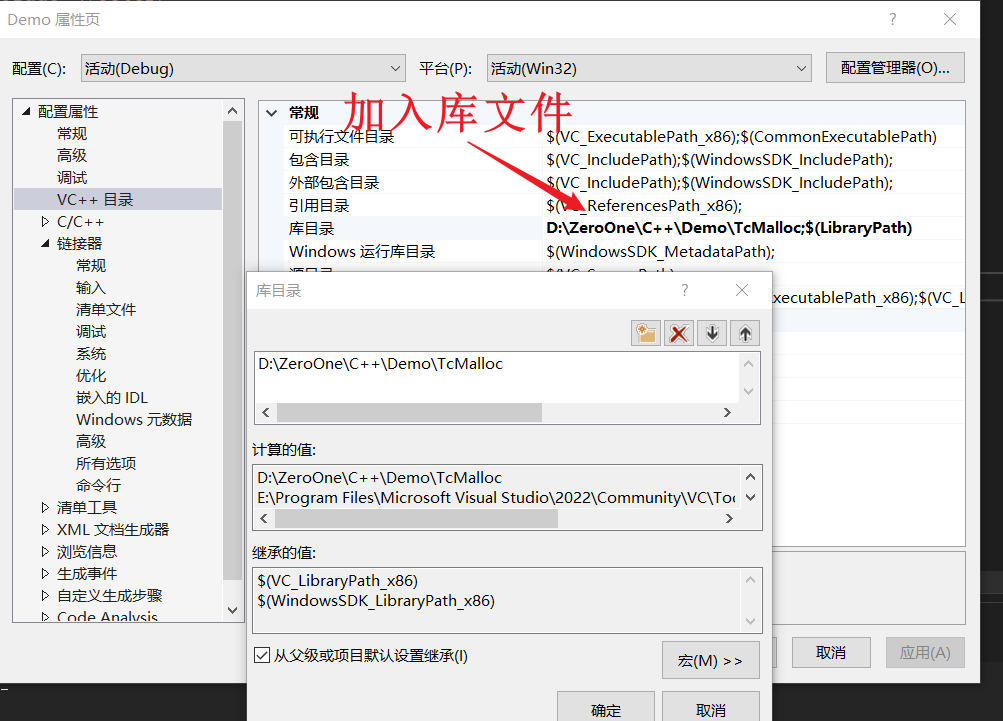 Demo 属性页
配置(C):
活动(Debug)
平台(P):
活动(Win32)
配置管理器(O)...
配置属性
常规
高级
调试
VC++ 目录
C/C++
链接器
常规
输入
清单文件
调试
系统
优化
嵌入的 IDL
Windows 元数据
高级
所有选项
命令行
清单工具
XML 文档生成器
浏览信息
生成事件
自定义生成步骤
Code Analysis
加入库文件
常规
可执行文件目录 $(VC_ExecutablePath_x86);$(CommonExecutablePath)
包含目录 $(VC_IncludePath);$(WindowsSDK_IncludePath);
外部包含目录 $(VC_IncludePath);$(WindowsSDK_IncludePath);
引用目录 $(VC_ReferencesPath_x86);
库目录 D:\ZeroOne\C++\Demo\TcMalloc;$(LibraryPath)
Windows 运行库目录 $(WindowsSDK_MetadataPath);
xecutablePath_x86);$(VC_L
库目录
D:\ZeroOne\C++\Demo\TcMalloc
计算的值:
D:\ZeroOne\C++\Demo\TcMalloc
E:\Program Files\Microsoft Visual Studio\2022\Community\VC\Too
继承的值:
$(VC_LibraryPath_x86)
$(WindowsSDK_LibraryPath_x86)
从父级或项目默认设置继承(I)
宏(M) >>
确定
取消
取消
应用(A)